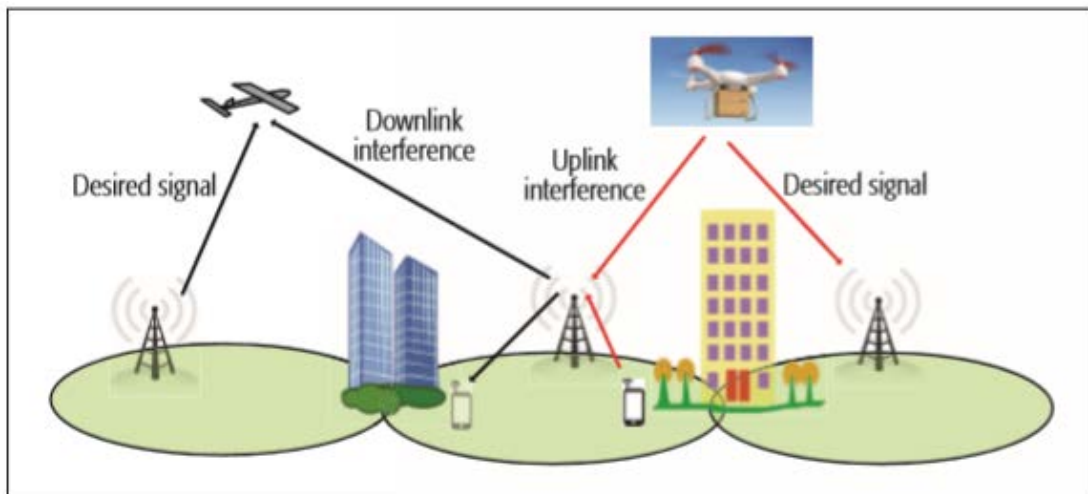 Downlink
interference
Uplink
interference
Desired signal
Desired signal